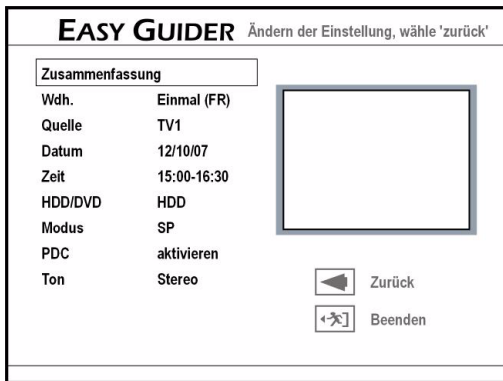 EASY GUIDER Ändern der Einstellung, wähle 'zurück'
Zusammenfassung
Wdh. Einmal (FR)
Quelle TV1
Datum 12/10/07
Zeit 15:00-16:30
HDD/DVD HDD
Modus SP
PDC aktivieren
Ton Stereo
Zurück
Beenden